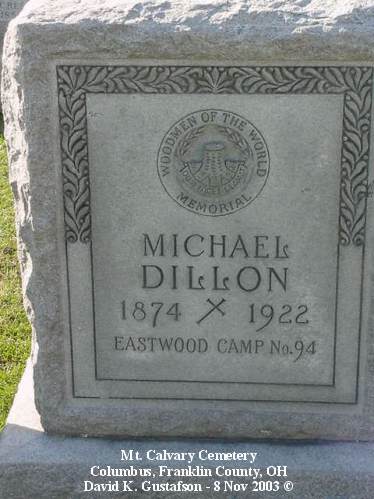 WOODMEN OF THE WORLD
MEMORIAL
MICHAEL
DILLON
1874 1922
EASTWOOD CAMP No. 94
Mt. Calvary Cemetery
Columbus, Franklin County, OH
David K. Gustafson - 8 Nov 2003 ©